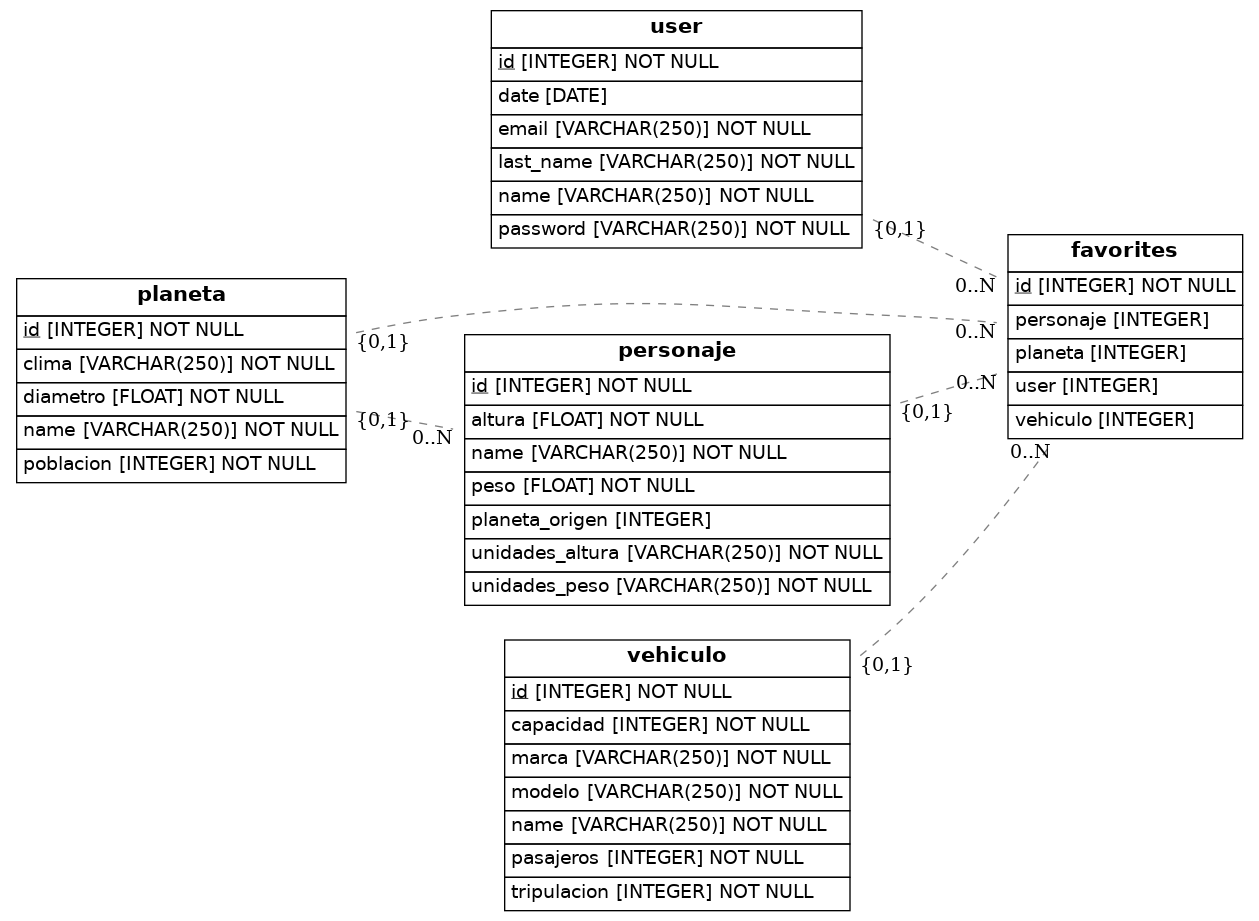 user
id [INTEGER] NOT NULL
date [DATE]
email [VARCHAR(250)] NOT NULL
last_name [VARCHAR(250)] NOT NULL
name [VARCHAR(250)] NOT NULL
password [VARCHAR(250)] NOT NULL
{0,1}
0..N
favorites
id [INTEGER] NOT NULL
personaje [INTEGER]
planeta [INTEGER]
user [INTEGER]
vehiculo [INTEGER]
0..N
0..N
0..N
planeta
id [INTEGER] NOT NULL
clima [VARCHAR(250)] NOT NULL
diametro [FLOAT] NOT NULL
name [VARCHAR(250)] NOT NULL
poblacion [INTEGER] NOT NULL
{0,1}
{0,1}
0..N
personaje
id [INTEGER] NOT NULL
altura [FLOAT] NOT NULL
name [VARCHAR(250)] NOT NULL
peso [FLOAT] NOT NULL
planeta_origen [INTEGER]
unidades_altura [VARCHAR(250)] NOT NULL
unidades_peso [VARCHAR(250)] NOT NULL
{0,1}
vehiculo
id [INTEGER] NOT NULL
capacidad [INTEGER] NOT NULL
marca [VARCHAR(250)] NOT NULL
modelo [VARCHAR(250)] NOT NULL
name [VARCHAR(250)] NOT NULL
pasajeros [INTEGER] NOT NULL
tripulacion [INTEGER] NOT NULL
{0,1}